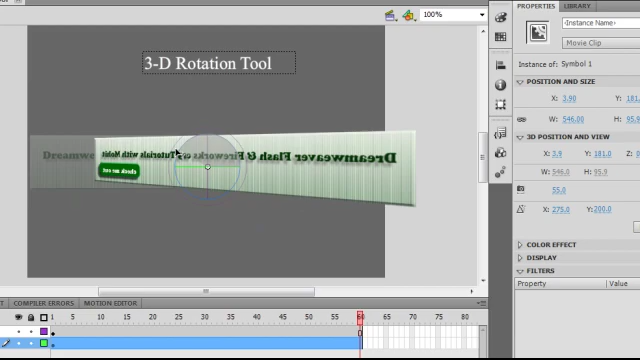 100%
3-D Rotation Tool
Dreamwe
Dreamweaver Flash & Fireworks Tutorials with Mohit
check me out
COMPILER ERRORS
MOTION EDITOR
1 5 10 15 20 25 30 35 40 45 50 55 60 65 70 75 80
PROPERTIES
LIBRARY
<Instance Name>
Movie Clip
Instance of: Symbol 1
POSITION AND SIZE
X: 3.90 Y: 181.
W: 546.00 H: 95.9
3D POSITION AND VIEW
X: 3.9 Y: 181.0 Z: 0
W: 546.0 H: 95.9
55.0
X: 275.0 Y: 200.0
COLOR EFFECT
DISPLAY
FILTERS
Property Value